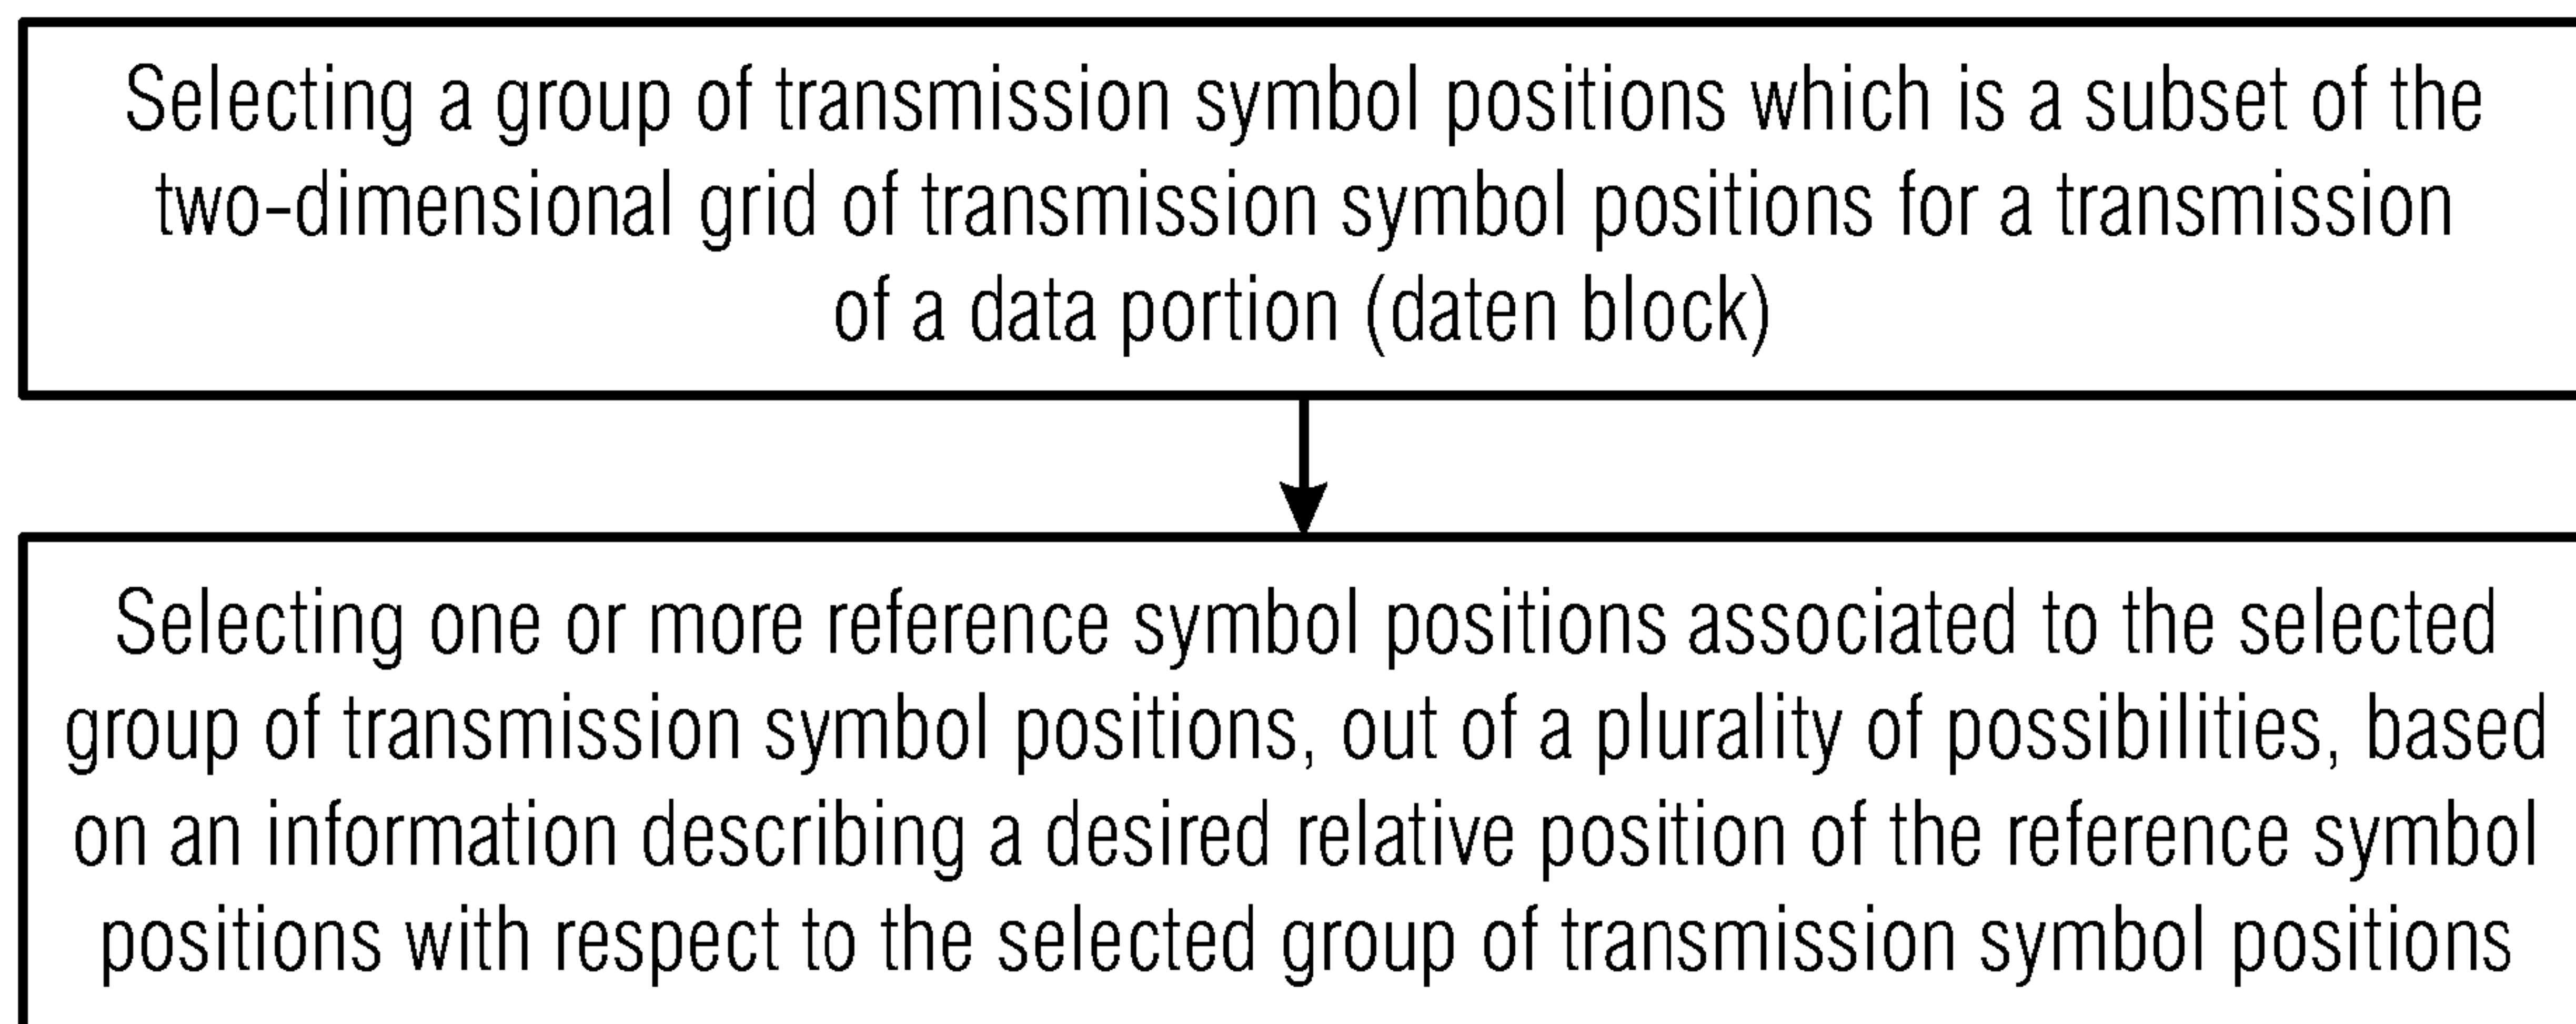 Selecting a group of transmission symbol positions which is a subset of the
two-dimensional grid of transmission symbol positions for a transmission
of a data portion (daten block)
Selecting one or more reference symbol positions associated to the selected
group of transmission symbol positions, out of a plurality of possibilities, based
on an information describing a desired relative position of the reference symbol
positions with respect to the selected group of transmission symbol positions